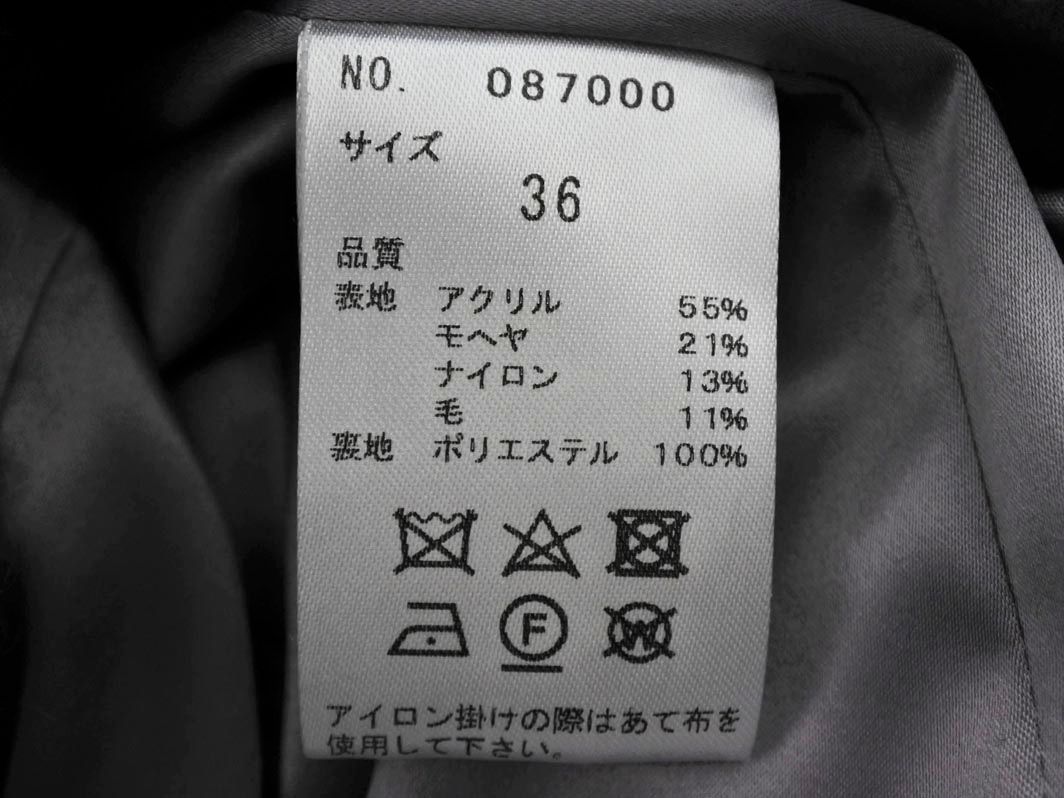 NO. 087000
サイズ
36
品質
表地 アクリル 55%
モヘヤ 21%
ナイロン 13%
毛 11%
裏地 ポリエステル 100%
F
W
アイロン掛けの際はあて布を
使用して下さい。